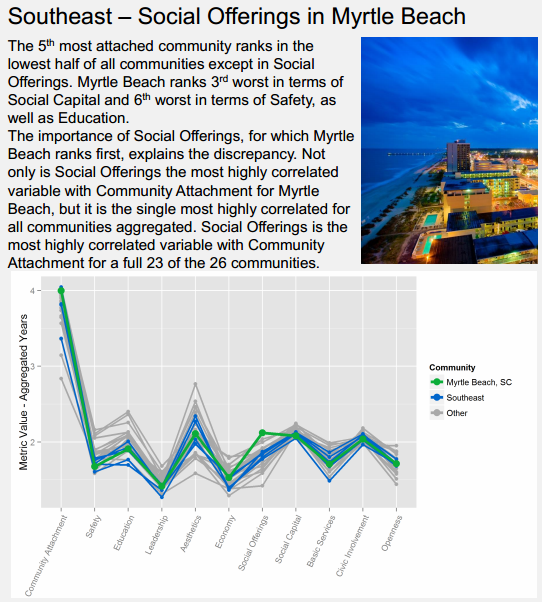 Southeast – Social Offerings in Myrtle Beach
The 5th most attached community ranks in the
lowest half of all communities except in Social
Offerings. Myrtle Beach ranks 3rd worst in terms of
Social Capital and 6th worst in terms of Safety, as
well as Education.
The importance of Social Offerings, for which Myrtle
Beach ranks first, explains the discrepancy. Not
only is Social Offerings the most highly correlated
variable with Community Attachment for Myrtle
Beach, but it is the single most highly correlated for
all communities aggregated. Social Offerings is the
most highly correlated variable with Community
Attachment for a full 23 of the 26 communities.
Metric Value - Aggregated Years
4
3
2
Community Attachment
Safety
Education
Leadership
Aesthetics
Economy
Social Offerings
Social Capital
Basic Services
Civic Involvement
Openness
Community
Myrtle Beach, SC
Southeast
Other